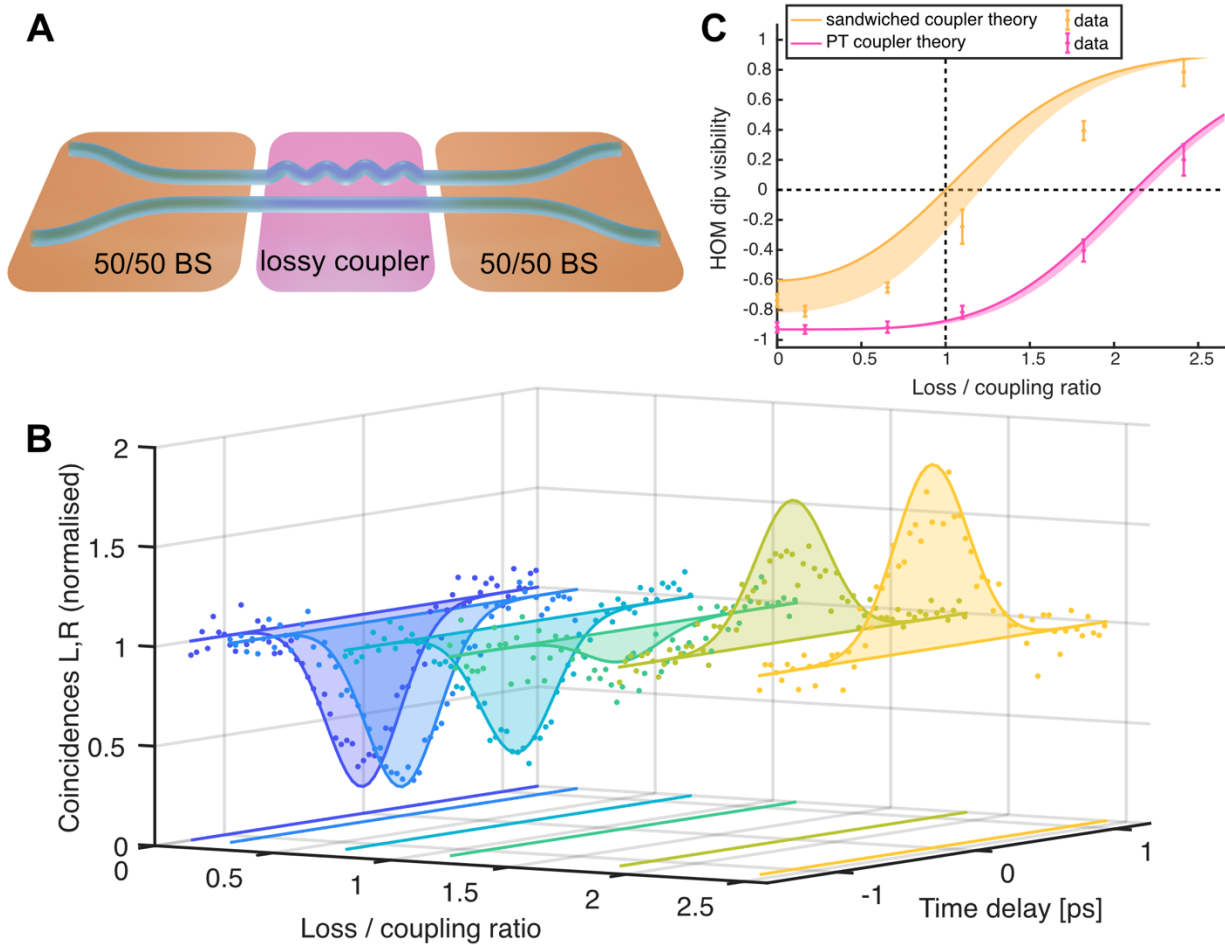 A
50/50 BS
lossy coupler
50/50 BS
C
sandwiched coupler theory
data
PT coupler theory
data
1
0.8
0.6
0.4
0.2
0
-0.2
-0.4
-0.6
-0.8
-1
HOM dip visibility
0
0.5
1
1.5
2
2.5
Loss / coupling ratio
B
2
1.5
1
0.5
0
Coincidences L,R (normalised)
0
0.5
1
1.5
2
2.5
Loss / coupling ratio
-1
0
1
Time delay [ps]